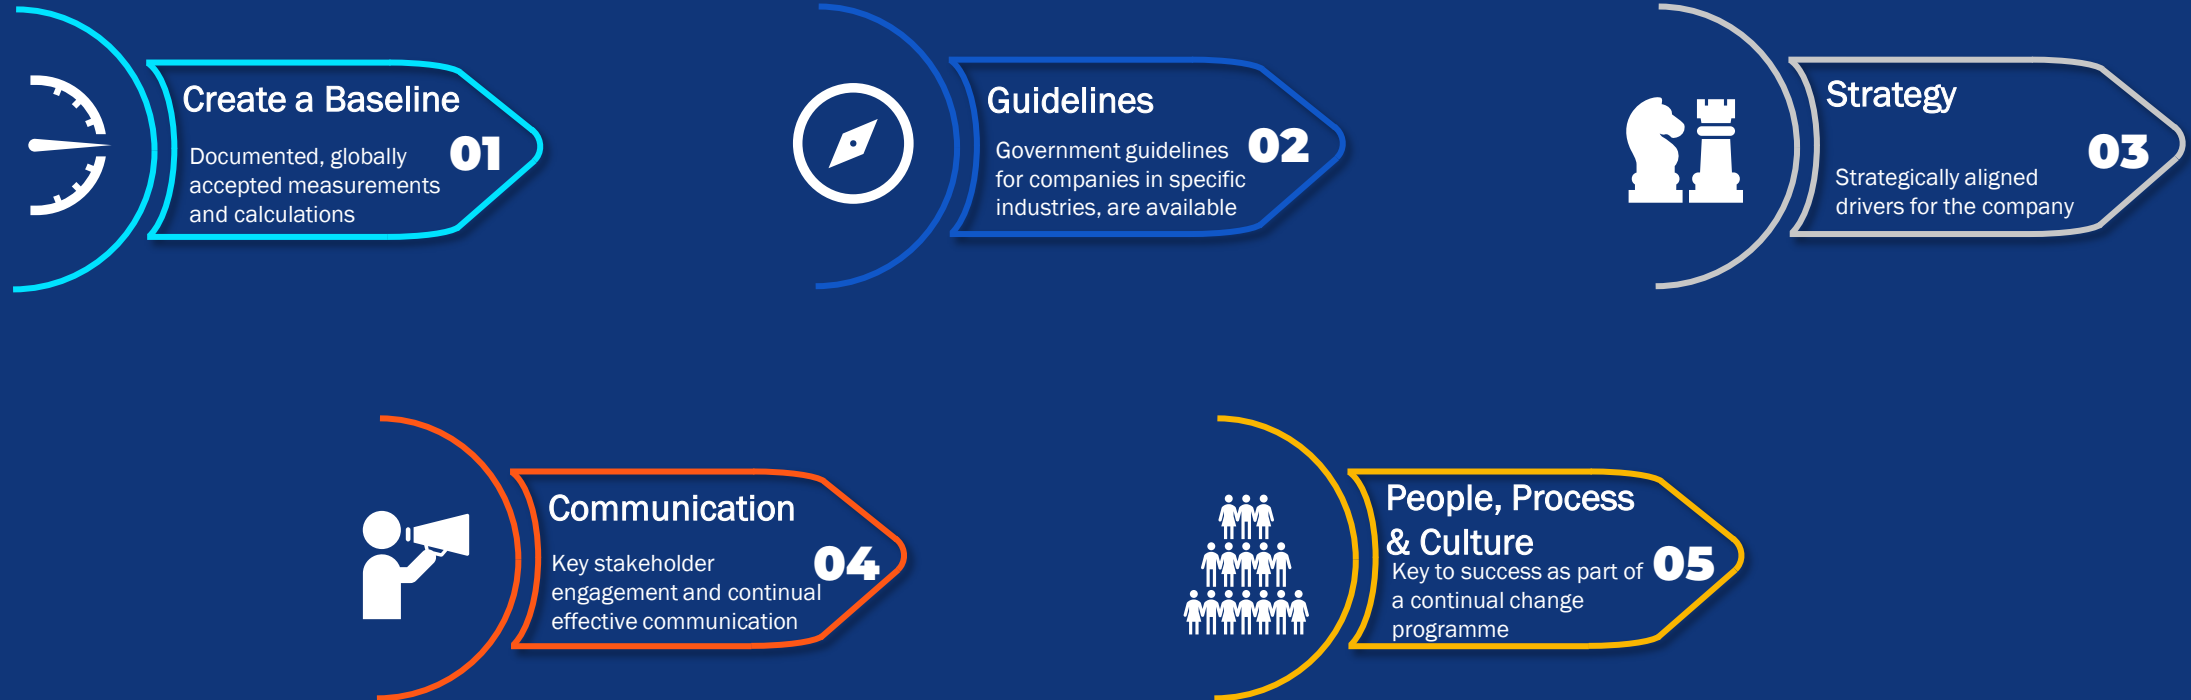 Create a Baseline
01
Documented, globally
accepted measurements
and calculations
Guidelines
02
Government guidelines
for companies in specific
industries, are available
Strategy
03
Strategically aligned
drivers for the company
Communication
04
Key stakeholder
engagement and continual
effective communication
People, Process
& Culture
05
Key to success as part of
a continual change
programme